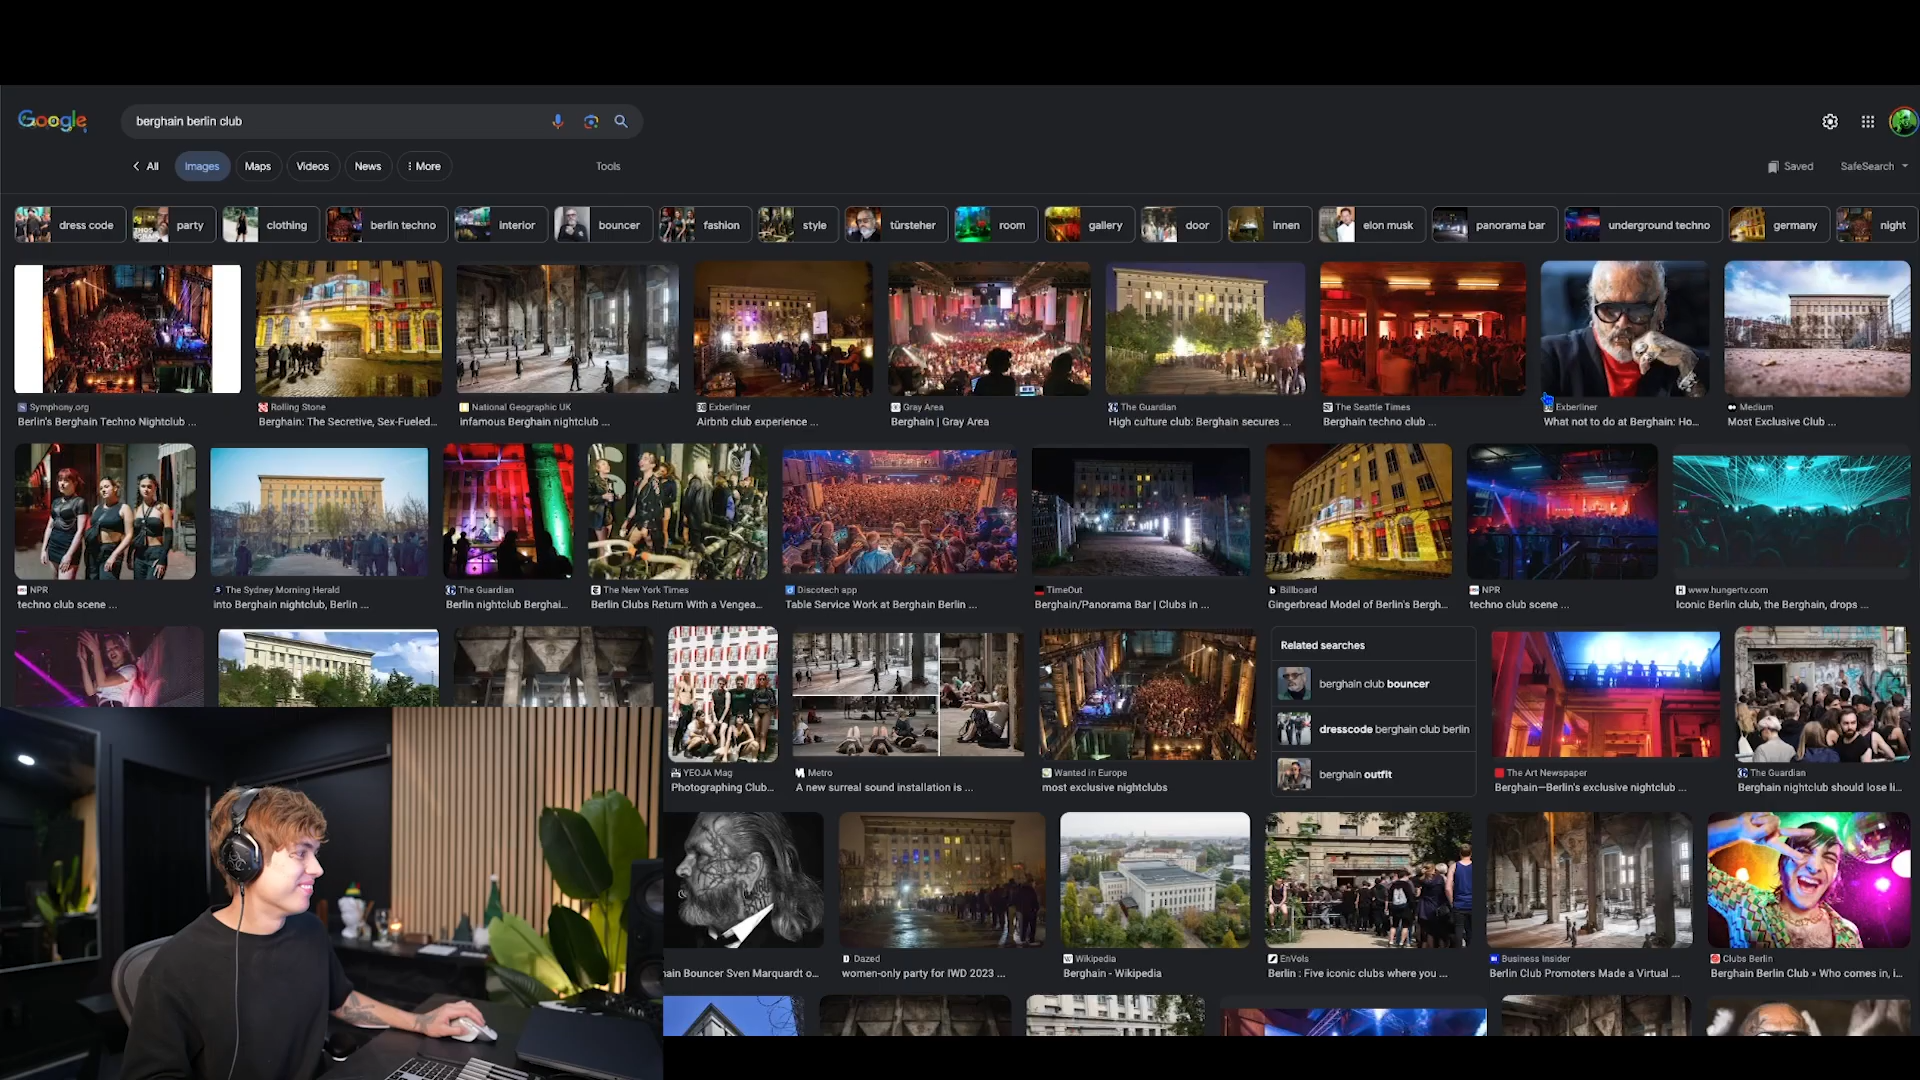 Google
berghain berlin club
All
Images
Maps
Videos
News
More
Tools
Saved
SafeSearch
dress code
party
clothing
berlin techno
interior
bouncer
fashion
style
türsteher
room
gallery
door
innen
elon musk
panorama bar
underground techno
germany
night
Symphony.org
Berlin's Berghain Techno Nightclub ...
Rolling Stone
Berghain: The Secretive, Sex-Fueled...
National Geographic UK
infamous Berghain nightclub ...
Exberliner
Airbnb club experience ...
Gray Area
Berghain | Gray Area
The Guardian
High culture club: Berghain secures ...
The Seattle Times
Berghain techno club ...
Exberliner
What not to do at Berghain: Ho...
Medium
Most Exclusive Club ...
NPR
techno club scene ...
The Sydney Morning Herald
into Berghain nightclub, Berlin ...
The Guardian
Berlin nightclub Berghai...
The New York Times
Berlin Clubs Return With a Vengea...
Discotech app
Table Service Work at Berghain Berlin ...
TimeOut
Berghain/Panorama Bar | Clubs in ...
Billboard
Gingerbread Model of Berlin's Bergh...
NPR
techno club scene ...
www.hungertv.com
Iconic Berlin club, the Berghain, drops ...
YEOJA Mag
Photographing Club...
Metro
A new surreal sound installation is ...
Wanted in Europe
most exclusive nightclubs
Related searches
berghain club bouncer
dresscode berghain club berlin
berghain outfit
The Art Newspaper
Berghain—Berlin's exclusive nightclub ...
The Guardian
Berghain nightclub should lose li...
hain Bouncer Sven Marquardt o...
Dazed
women-only party for IWD 2023 ...
Wikipedia
Berghain - Wikipedia
EnVols
Berlin : Five iconic clubs where you ...
Business Insider
Berlin Club Promoters Made a Virtual ...
Clubs Berlin
Berghain Berlin Club » Who comes in, i...